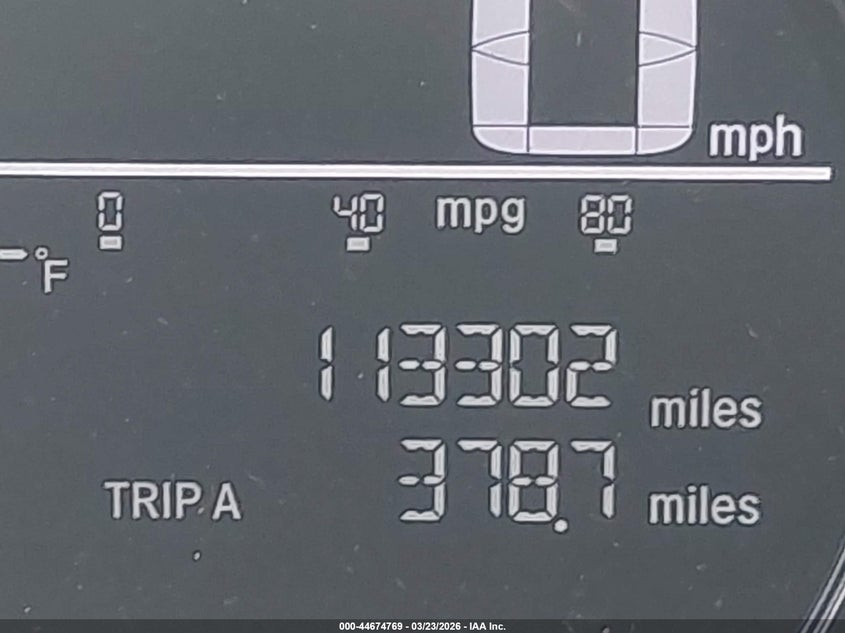 0 mph
0 40 mpg 80
°F
113302 miles
TRIP A 378.7 miles
000-44674769 - 03/23/2026 - IAA Inc.